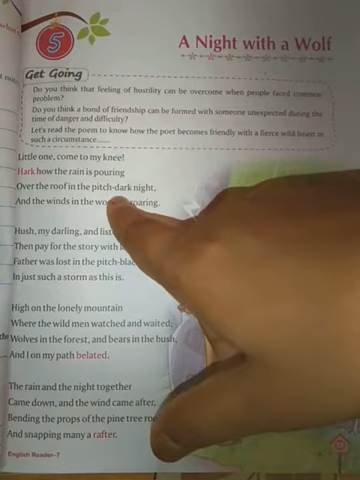 5
A Night with a Wolf
Get Going
Do you think that feeling of hostility can be overcome when people faced common
problem?
Do you think a bond of friendship can be formed with someone unexpected during the
time of danger and difficulty?
Let's read the poem to know how the poet becomes friendly with a fierce wild beast in
such a circumstance......
Little one, come to my knee!
Hark how the rain is pouring
Over the roof in the pitch-dark night,
And the winds in the roaring.
Hush, my darling, and
Then pay for the story with
Father was lost in the
In just such a storm as this is.
High on the lonely mountain
Where the wild men watched and waited;
Wolves in the forest, and bears in the bush,
And I on my path belated.
The rain and the night together
Came down, and the wind came after,
Bending the props of the pine tree
And snapping many a rafter.
English Reader-7